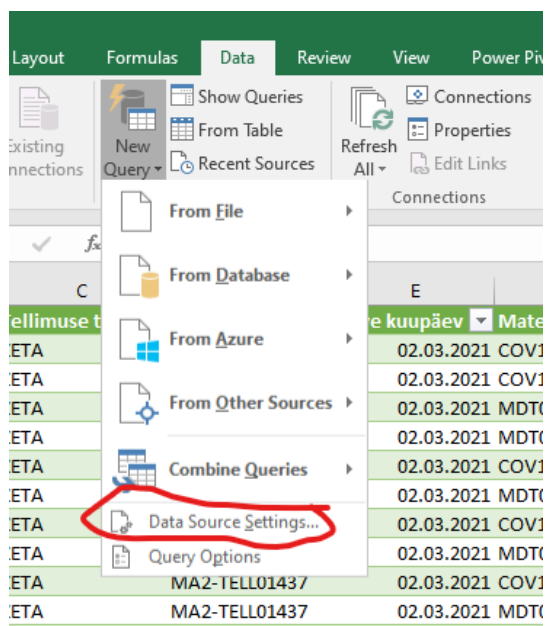 Layout Formulas Data Review View Power Piv
Show Queries Connections
Existing New From Table Refresh Properties
nnections Query Recent Sources All Edit Links
Connections
From File
fx
From Database
C E
Tellimuse t e kuupäev Mate
From Azure
ETA 02.03.2021 COV1
ETA 02.03.2021 COV1
From Other Sources
ETA 02.03.2021 MDT0
ETA 02.03.2021 MDT0
Combine Queries
ETA 02.03.2021 COV1
ETA 02.03.2021 MDT0
Data Source Settings...
ETA 02.03.2021 COV1
Query Options
ETA 02.03.2021 MDT0
ETA MA2-TELL01437 02.03.2021 COV1
ETA MA2-TELL01437 02.03.2021 MDT0